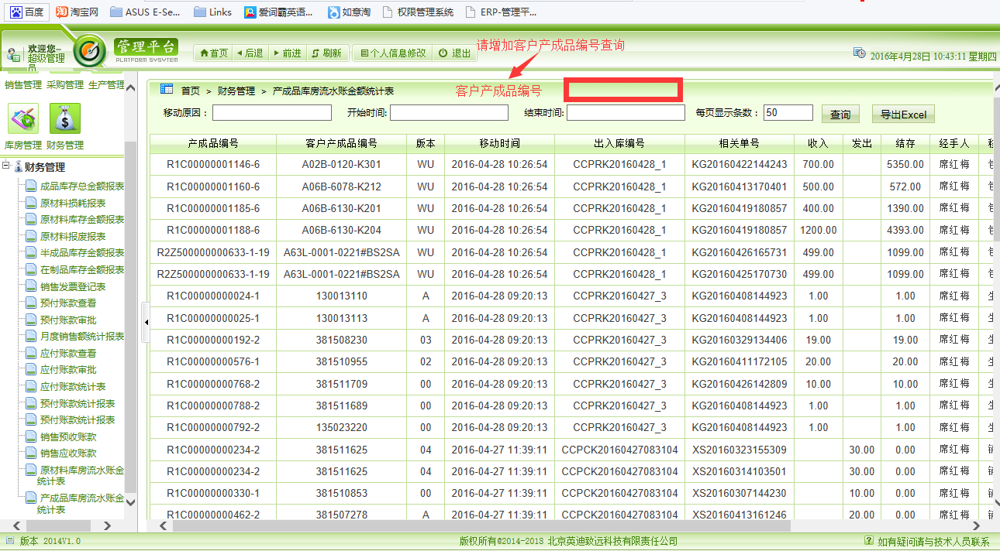 百度 淘宝网 ASUS E-Se... Links 爱词霸英语... 如意淘 权限管理系统 ERP-管理平...
欢迎您–
超级管理
员
管理平台
PLATFORM SYSYTEM
首页 后退 前进 刷新 个人信息修改 退出
请增加客户产成品编号查询
2016年4月28日 10:43:11 星期四
销售管理 采购管理 生产管理
库房管理 财务管理
财务管理
成品库存总金额报表
原材料损耗报表
原材料库存金额报表
原材料报废报表
半成品库存金额报表
在制品库存金额报表
销售发票登记表
预付账款查看
预付账款审批
月度销售额统计报表
应付账款查看
应付账款审批
应付账款统计表
预付账款统计报表
预付账款统计报表
销售预收账款
销售应收账款
原材料库房流水账金
统计表
产成品库房流水账金
统计表
首页 > 财务管理 > 产成品库房流水账金额统计表
客户产成品编号
移动原因： 开始时间: 结束时间: 每页显示条数： 50 查询 导出Excel
产成品编号 客户产成品编号 版本 移动时间 出入库编号 相关单号 收入 发出 结存 经手人
R1C00000001146-6 A02B-0120-K301 WU 2016-04-28 10:26:54 CCPRK20160428_1 KG20160422144243 700.00 5350.00 席红梅
R1C00000001160-6 A06B-6078-K212 WU 2016-04-28 10:26:54 CCPRK20160428_1 KG20160413170401 500.00 572.00 席红梅
R1C00000001185-6 A06B-6130-K201 WU 2016-04-28 10:26:54 CCPRK20160428_1 KG20160419180857 400.00 1390.00 席红梅
R1C00000001188-6 A06B-6130-K204 WU 2016-04-28 10:26:54 CCPRK20160428_1 KG20160419180857 1200.00 4393.00 席红梅
R2Z500000000633-1-19 A63L-0001-0221#BS2SA WU 2016-04-28 10:26:54 CCPRK20160428_1 KG20160426165731 499.00 1099.00 席红梅
R2Z500000000633-1-19 A63L-0001-0221#BS2SA WU 2016-04-28 10:26:54 CCPRK20160428_1 KG20160425170730 499.00 1099.00 席红梅
R1C00000000024-1 130013110 A 2016-04-28 09:20:13 CCPRK20160427_3 KG20160408144923 1.00 1.00 席红梅
R1C00000000025-1 130013113 A 2016-04-28 09:20:13 CCPRK20160427_3 KG20160408144923 1.00 1.00 席红梅
R1C00000000192-2 381508230 03 2016-04-28 09:20:13 CCPRK20160427_3 KG20160329134406 19.00 19.00 席红梅
R1C00000000576-1 381510955 02 2016-04-28 09:20:13 CCPRK20160427_3 KG20160411172105 20.00 20.00 席红梅
R1C00000000768-2 381511709 00 2016-04-28 09:20:13 CCPRK20160427_3 KG20160426142809 10.00 10.00 席红梅
R1C00000000788-2 381511689 00 2016-04-28 09:20:13 CCPRK20160427_3 KG20160408144923 1.00 1.00 席红梅
R1C00000000792-2 135023220 00 2016-04-28 09:20:13 CCPRK20160427_3 KG20160408144923 1.00 1.00 席红梅
R1C00000000234-2 381511625 04 2016-04-27 11:39:11 CCPCK20160427083104 XS20160323155309 30.00 0.00 席红梅
R1C00000000234-2 381511625 04 2016-04-27 11:39:11 CCPCK20160427083104 XS20160314103501 30.00 0.00 席红梅
R1C00000000330-1 381510853 00 2016-04-27 11:39:11 CCPCK20160427083104 XS20160307144230 10.00 0.00 席红梅
R1C00000000462-2 381507278 A 2016-04-27 11:39:11 CCPCK20160427083104 XS20160413161246 20.00 0.00 席红梅
版本 2014V1.0 版权所有©2014-2018 北京英迪致远科技有限责任公司 如有疑问请与技术人员联系